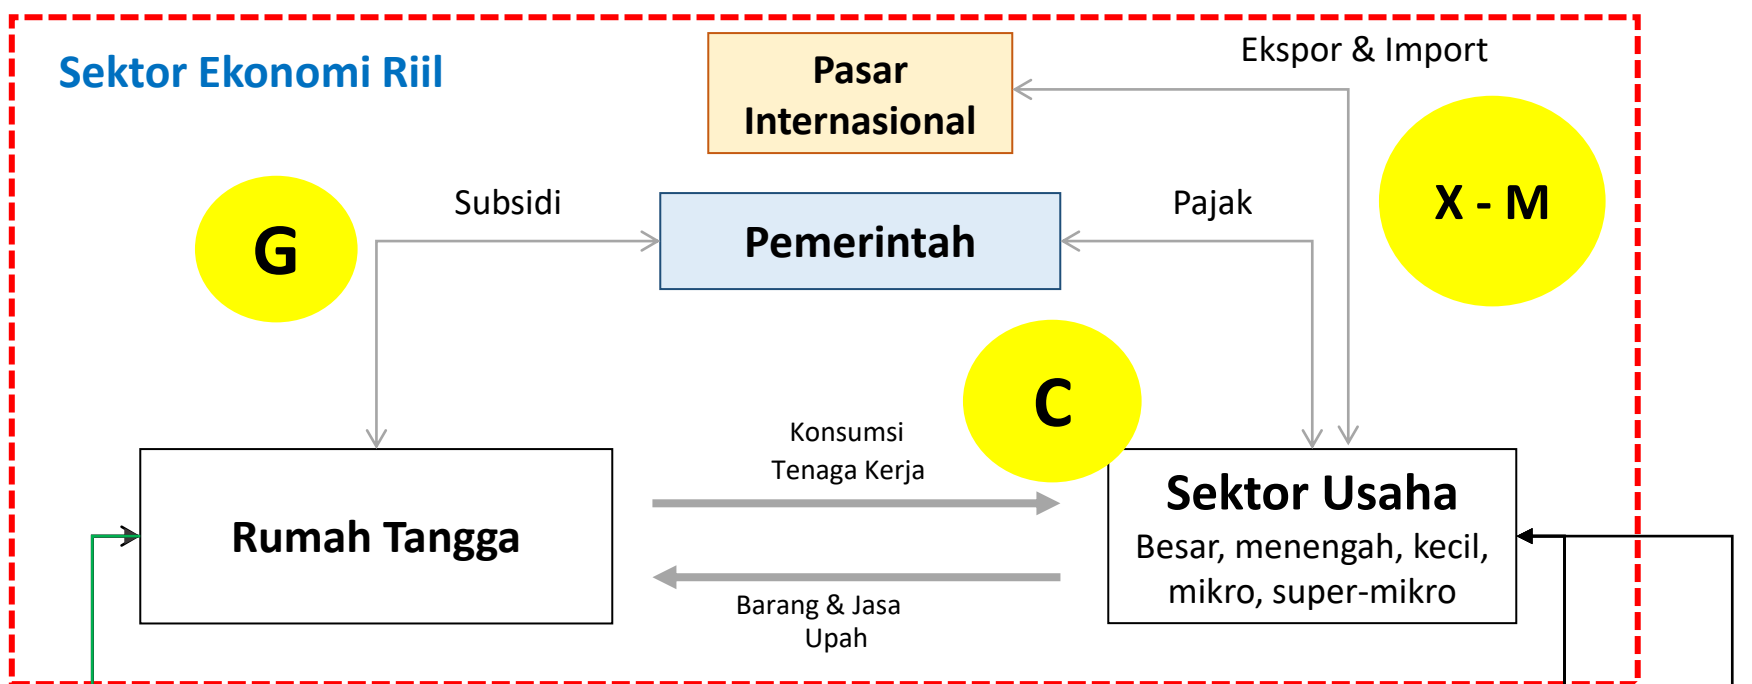 Sektor Ekonomi Riil
Pasar
Internasional
Ekspor & Import
X - M
G
Subsidi
Pemerintah
Pajak
C
Konsumsi
Tenaga Kerja
Rumah Tangga
Sektor Usaha
Besar, menengah, kecil,
mikro, super-mikro
Barang & Jasa
Upah